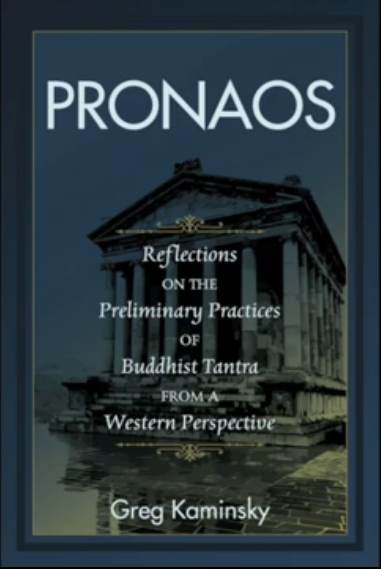 PRONAOS
Reflections
ON THE
Preliminary Practices
OF
Buddhist Tantra
FROM A
Western Perspective
Greg Kaminsky